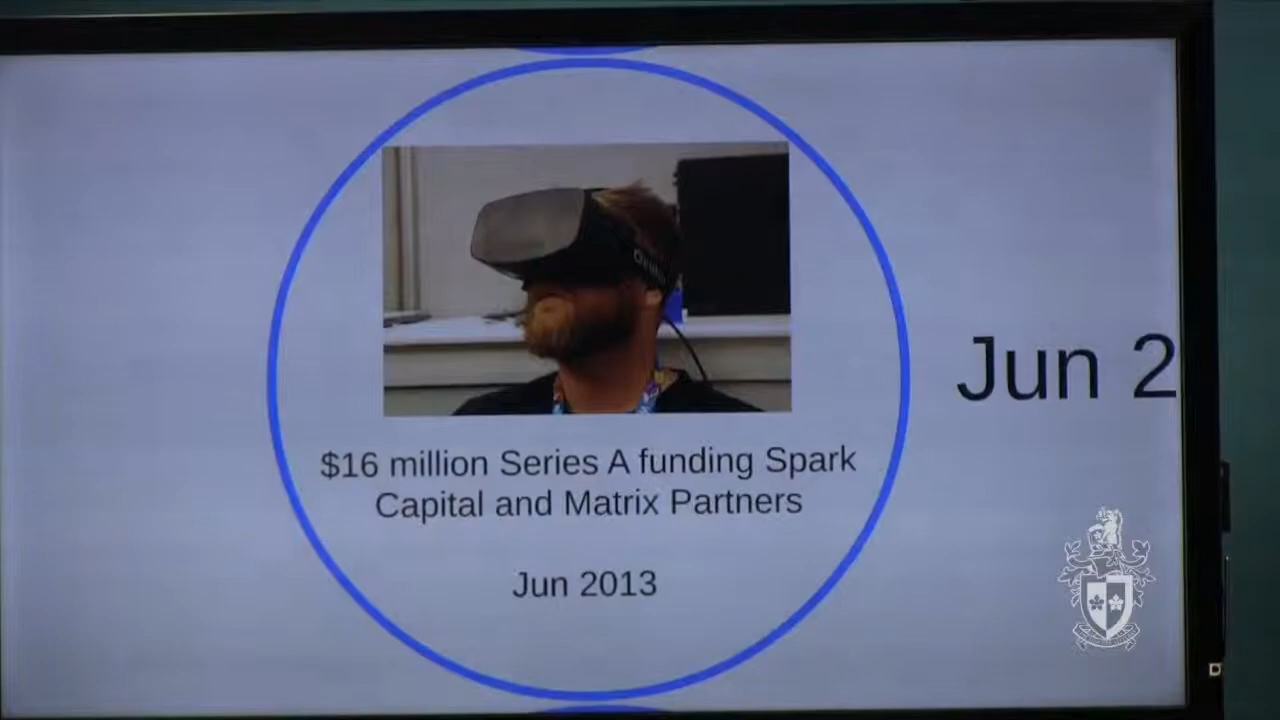 $16 million Series A funding Spark
Capital and Matrix Partners
Jun 2013
Jun 2